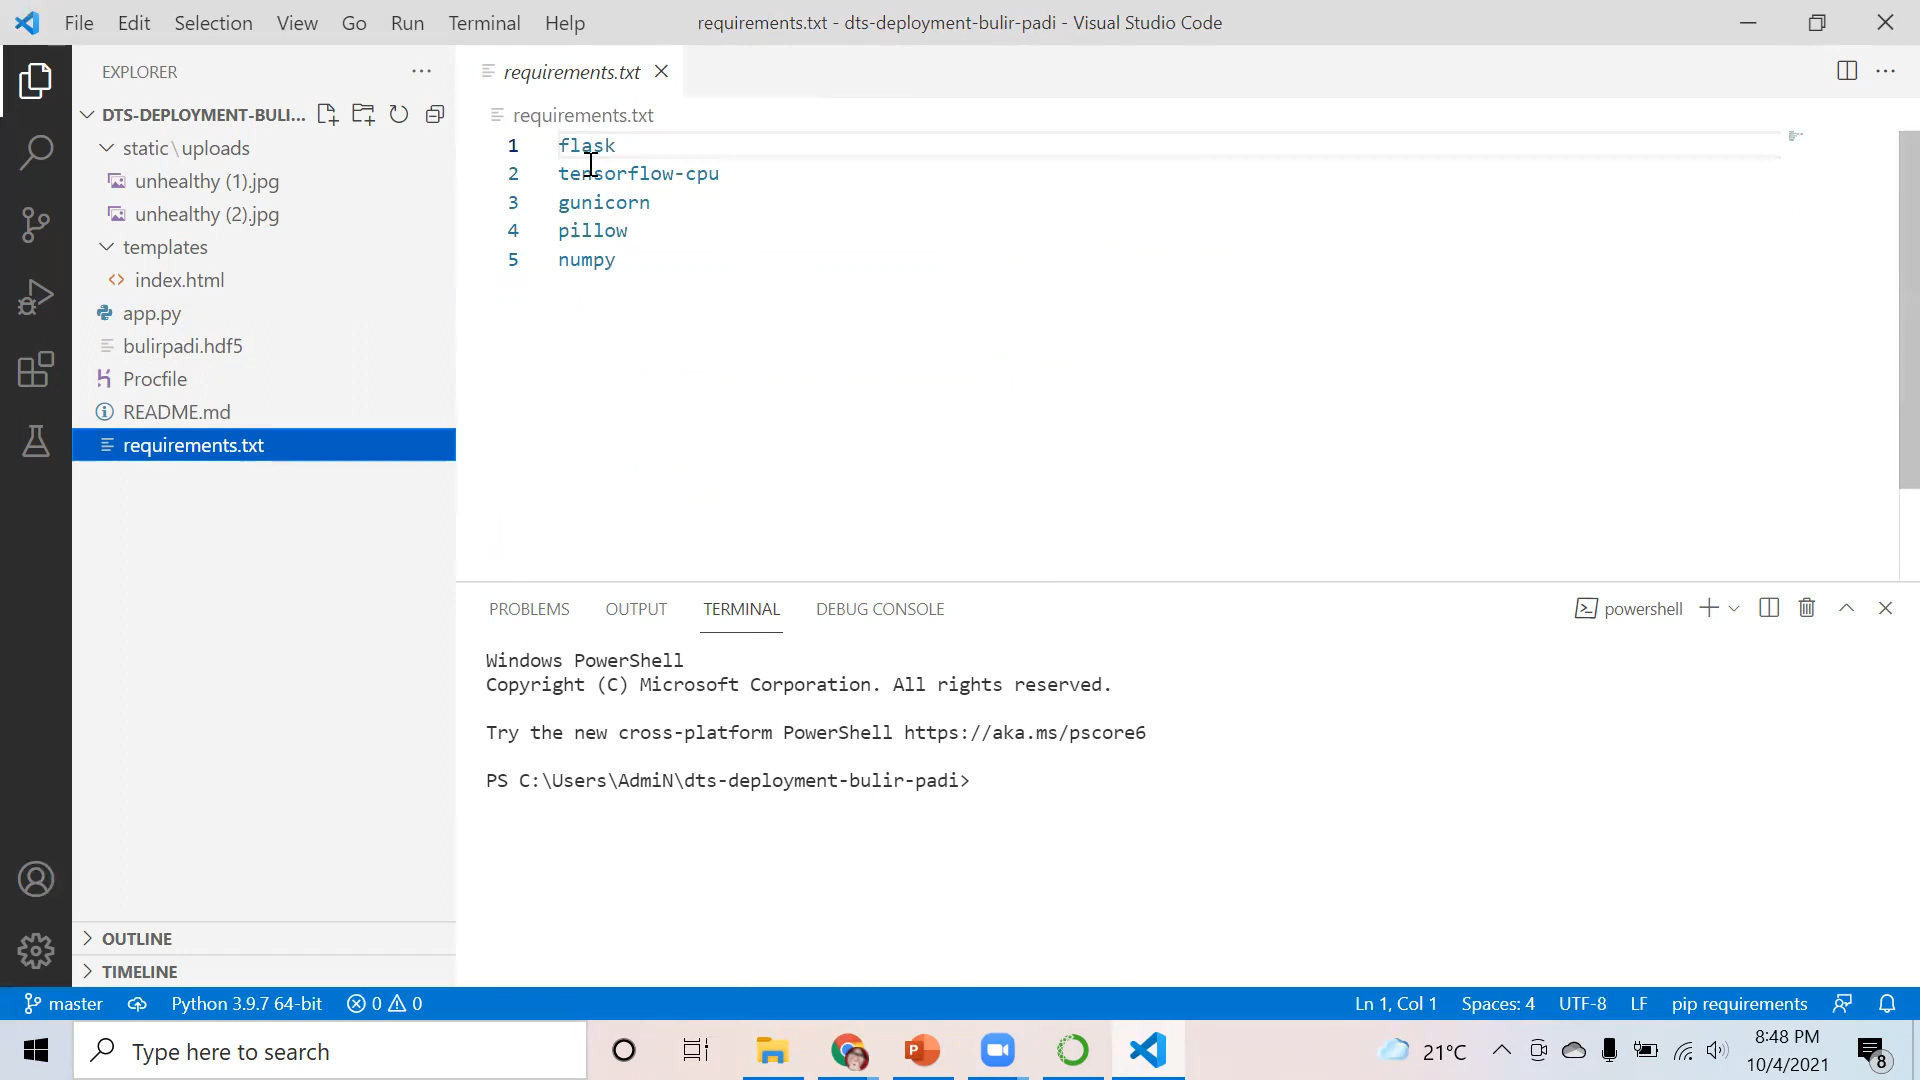 File Edit Selection View Go Run Terminal Help
requirements.txt - dts-deployment-bulir-padi - Visual Studio Code
EXPLORER
DTS-DEPLOYMENT-BULI...
static\uploads
unhealthy (1).jpg
unhealthy (2).jpg
templates
index.html
app.py
bulirpadi.hdf5
Procfile
README.md
requirements.txt
OUTLINE
TIMELINE
requirements.txt
requirements.txt
1 flask
2 tensorflow-cpu
3 gunicorn
4 pillow
5 numpy
PROBLEMS OUTPUT TERMINAL DEBUG CONSOLE
powershell
Windows PowerShell
Copyright (C) Microsoft Corporation. All rights reserved.
Try the new cross-platform PowerShell https://aka.ms/pscore6
PS C:\Users\AdmiN\dts-deployment-bulir-padi>
master Python 3.9.7 64-bit 0 0
Ln 1, Col 1 Spaces: 4 UTF-8 LF pip requirements
Type here to search
21°C
8:48 PM
10/4/2021
8